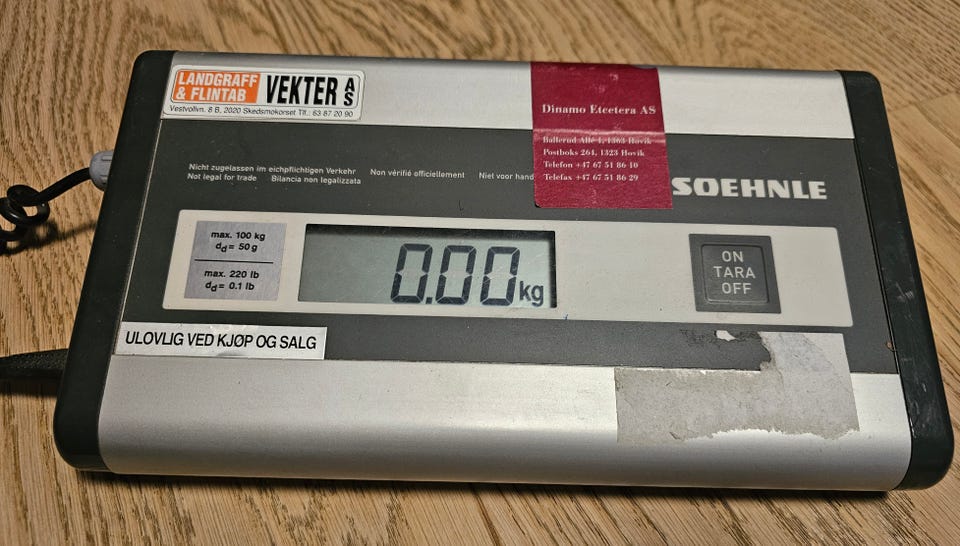 LANDGRAFF
& FLINTAB
VEKTER AS
Vestvollvn. 8 B, 2020 Skedsmokorset Tlf.: 63 87 20 90
Dinamo Etcetera AS
Balterud Allé 4, 1363 Høvik
Postboks 264, 1323 Høvik
Telefon +47 67 51 86 10
Telefax +47 67 51 86 29
Nicht zugelassen im eichpflichtigen Verkehr
Not legal for trade
Bilancia non legalizzata
Non vérifié officiellement
Niet voor hand
SOEHNLE
max. 100 kg
dd= 50 g
max. 220 lb
dd= 0.1 lb
0.00 kg
ON
TARA
OFF
ULOVLIG VED KJØP OG SALG